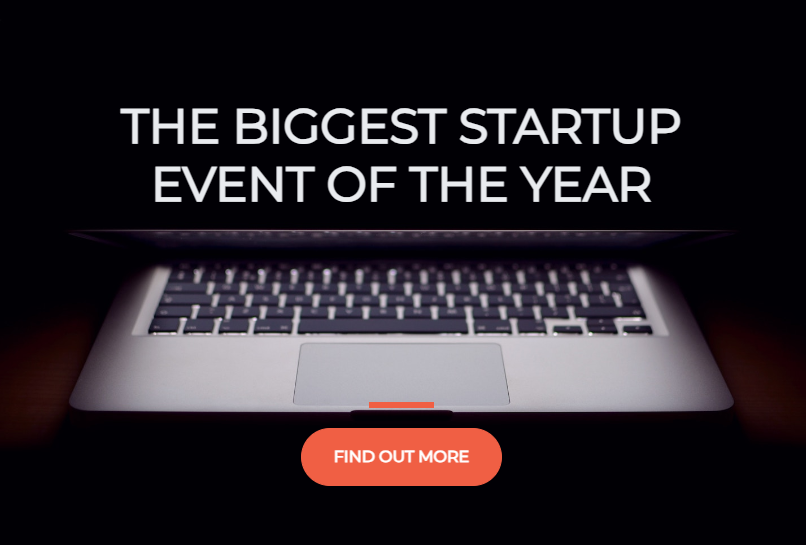 THE BIGGEST STARTUP
EVENT OF THE YEAR
FIND OUT MORE